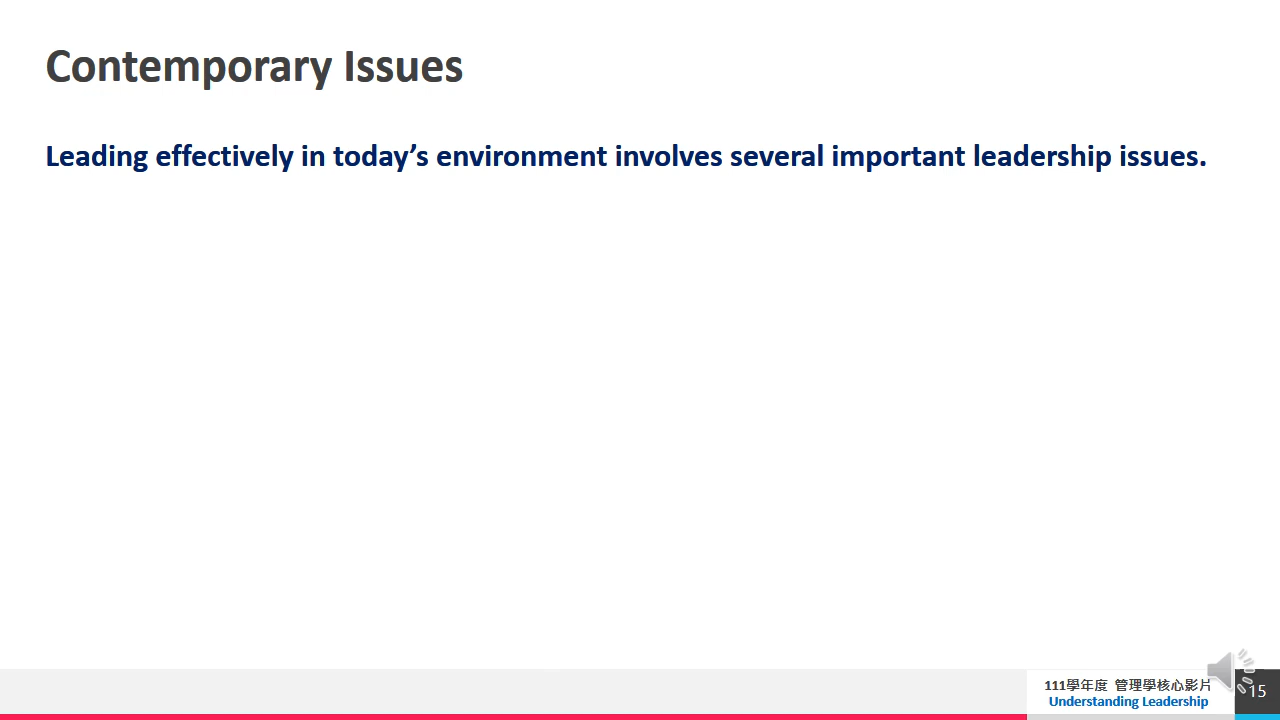 Contemporary Issues
Leading effectively in today’s environment involves several important leadership issues.
111學年度 管理學核心影片
Understanding Leadership
15